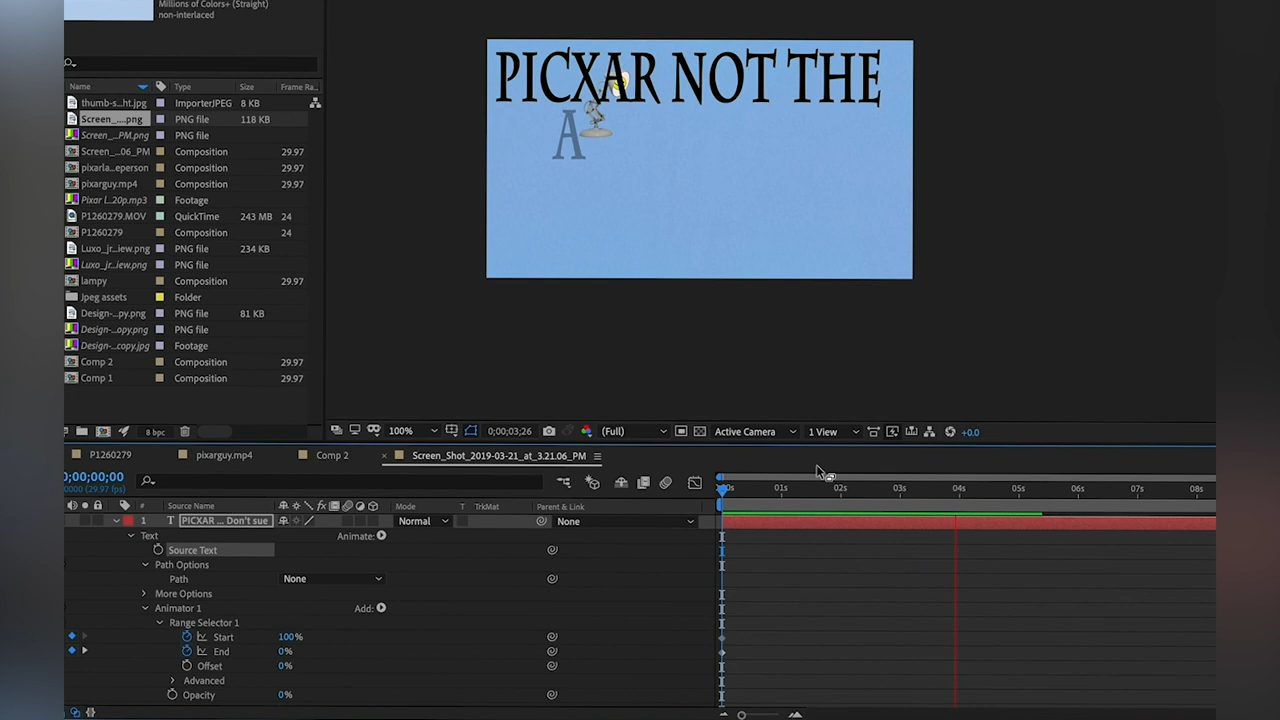 Millions of Colors+ (Straight)
non-interlaced
Name Type Size Frame Ra...
thumb-s...ht.jpg ImporterJPEG 8 KB
Screen_....png PNG file 118 KB
Screen_...PM.png PNG file
Screen_...06_PM Composition 29.97
pixarla...eperson Composition 29.97
pixarguy.mp4 Composition 29.97
Pixar l...20p.mp3 Footage
P1260279.MOV QuickTime 243 MB 24
P1260279 Composition 24
Luxo_jr...iew.png PNG file 234 KB
Luxo_jr...iew.png PNG file
lampy Composition 29.97
Jpeg assets Folder
Design-...py.png PNG file 81 KB
Design-...opy.png PNG file
Design-...copy.jpg Footage
Comp 2 Composition 29.97
Comp 1 Composition 29.97
8 bpc
PICXAR NOT THE
A
100% 0;00;03;26 (Full) Active Camera 1 View +0.0
P1260279 pixarguy.mp4 Comp 2 × Screen_Shot_2019-03-21_at_3.21.06_PM
0;00;00;00
0000 (29.97 fps)
00s 01s 02s 03s 04s 05s 06s 07s 08s
# Source Name Mode T TrkMat Parent & Link
1 T PICXAR ... Don't sue Normal None
Text Animate:
Source Text
Path Options
Path None
More Options
Animator 1 Add:
Range Selector 1
Start 100%
End 0%
Offset 0%
Advanced
Opacity 0%